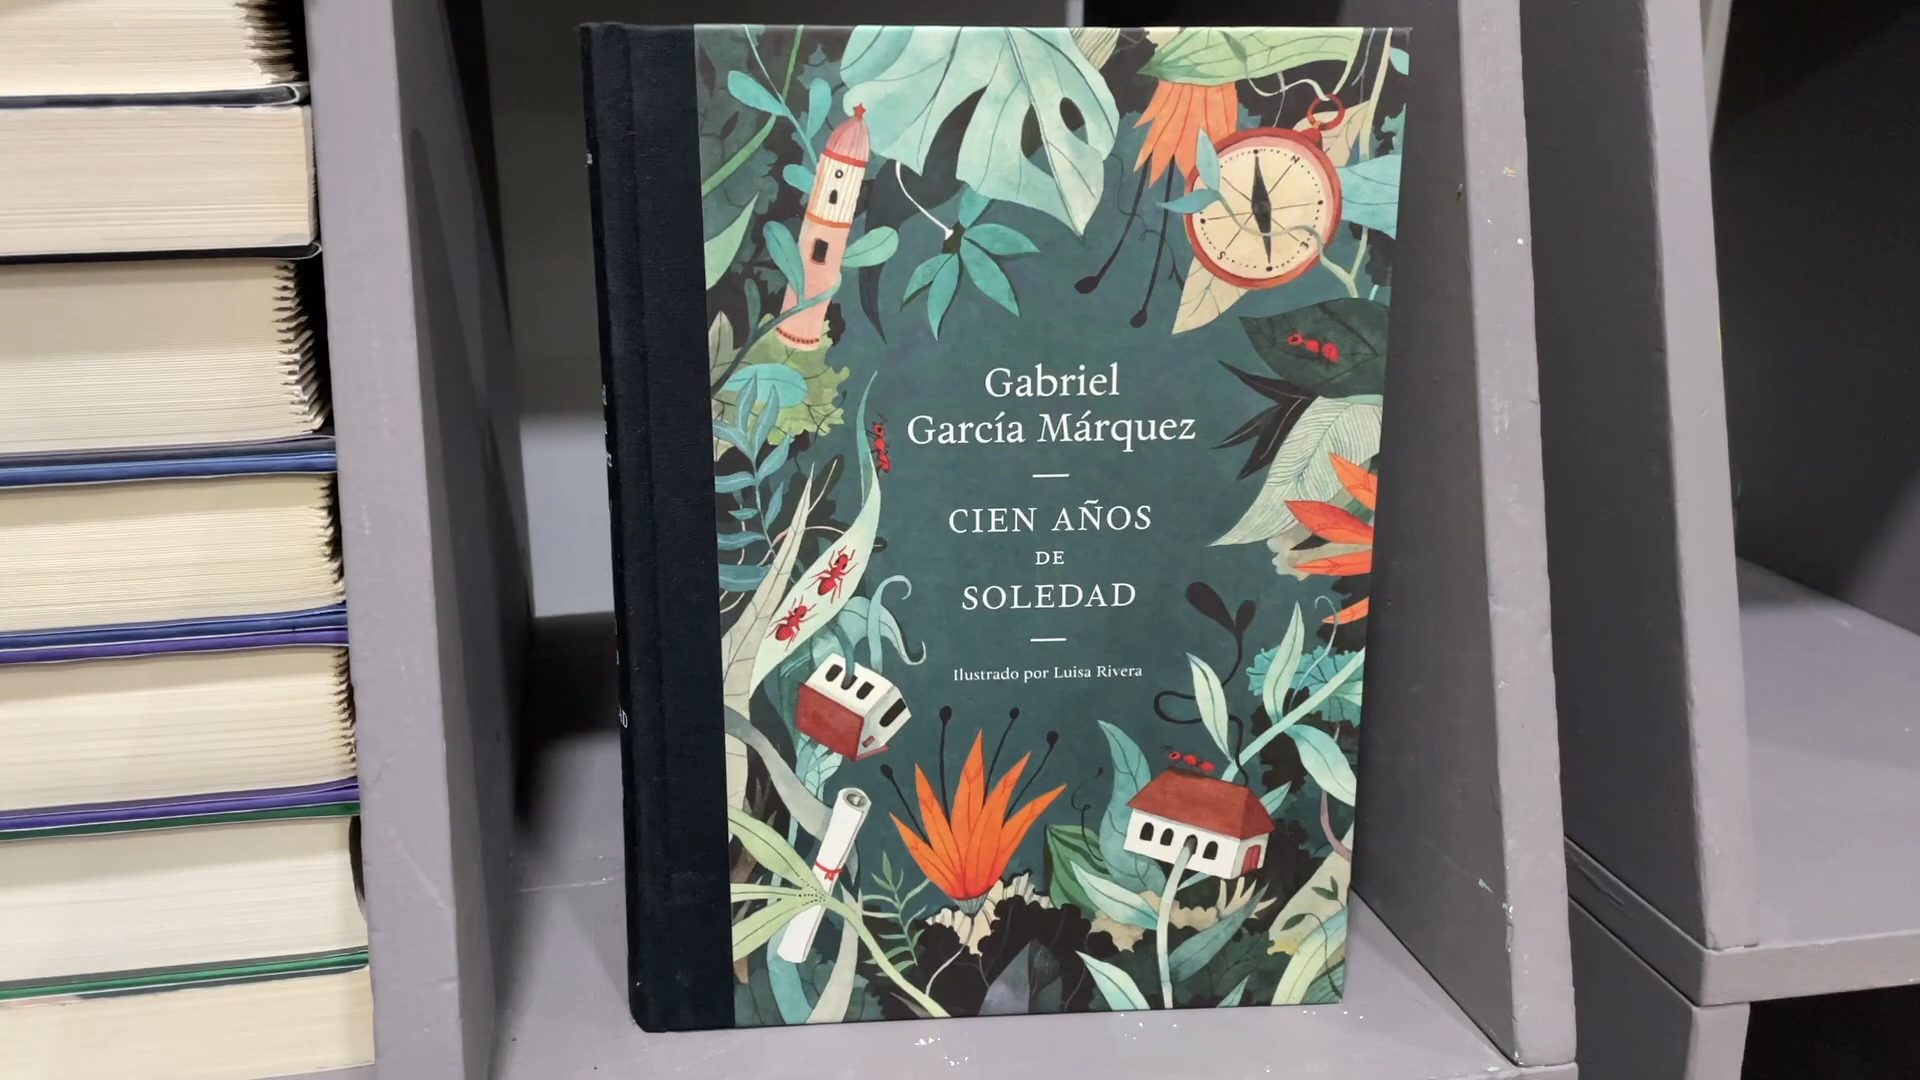 Gabriel
García Márquez
CIEN AÑOS
DE
SOLEDAD
Ilustrado por Luisa Rivera
N
E
S